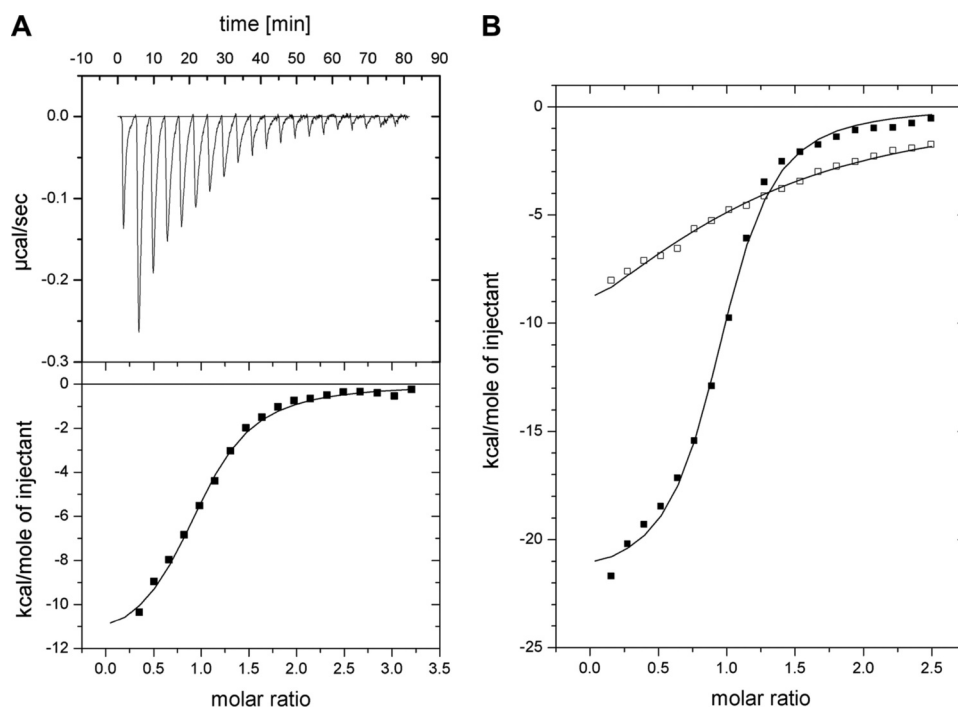 A
time [min]
-10 0 10 20 30 40 50 60 70 80 90
0.0
-0.1
-0.2
-0.3
µcal/sec
0
-2
-4
-6
-8
-10
-12
kcal/mole of injectant
0.0 0.5 1.0 1.5 2.0 2.5 3.0 3.5
molar ratio
B
0
-5
-10
-15
-20
-25
kcal/mole of injectant
0.0 0.5 1.0 1.5 2.0 2.5
molar ratio